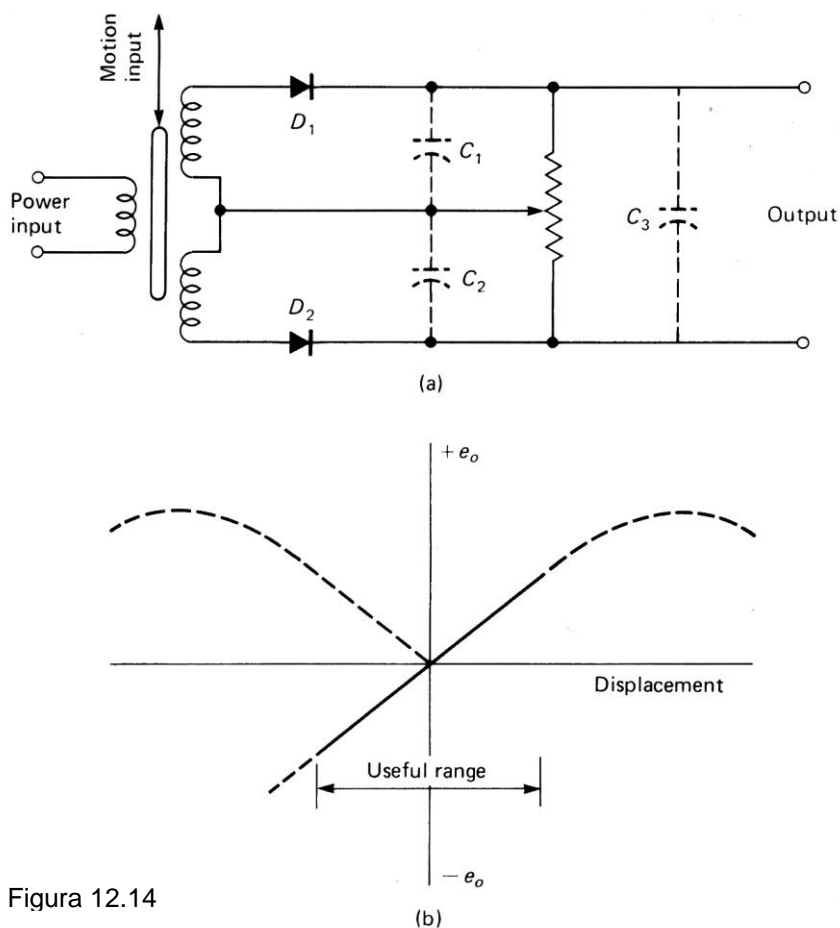 Motion
input
D1
C1
Power
input
C3
Output
C2
D2
(a)
+ eo
Displacement
Useful range
− eo
Figura 12.14
(b)